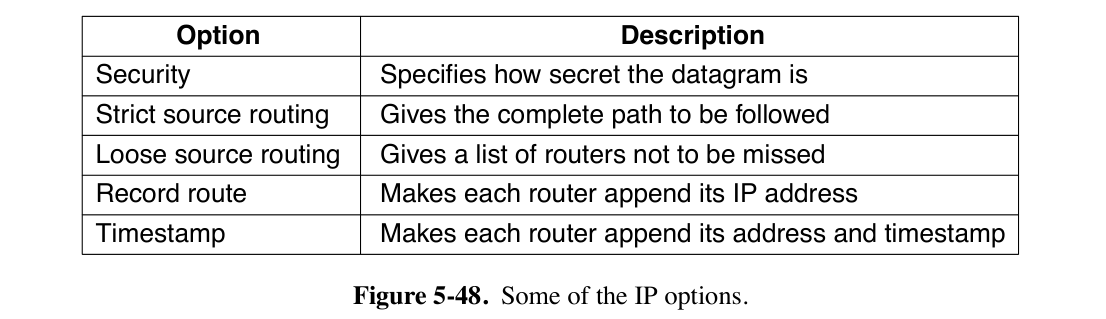 Option Description
Security Specifies how secret the datagram is
Strict source routing Gives the complete path to be followed
Loose source routing Gives a list of routers not to be missed
Record route Makes each router append its IP address
Timestamp Makes each router append its address and timestamp
Figure 5-48. Some of the IP options.